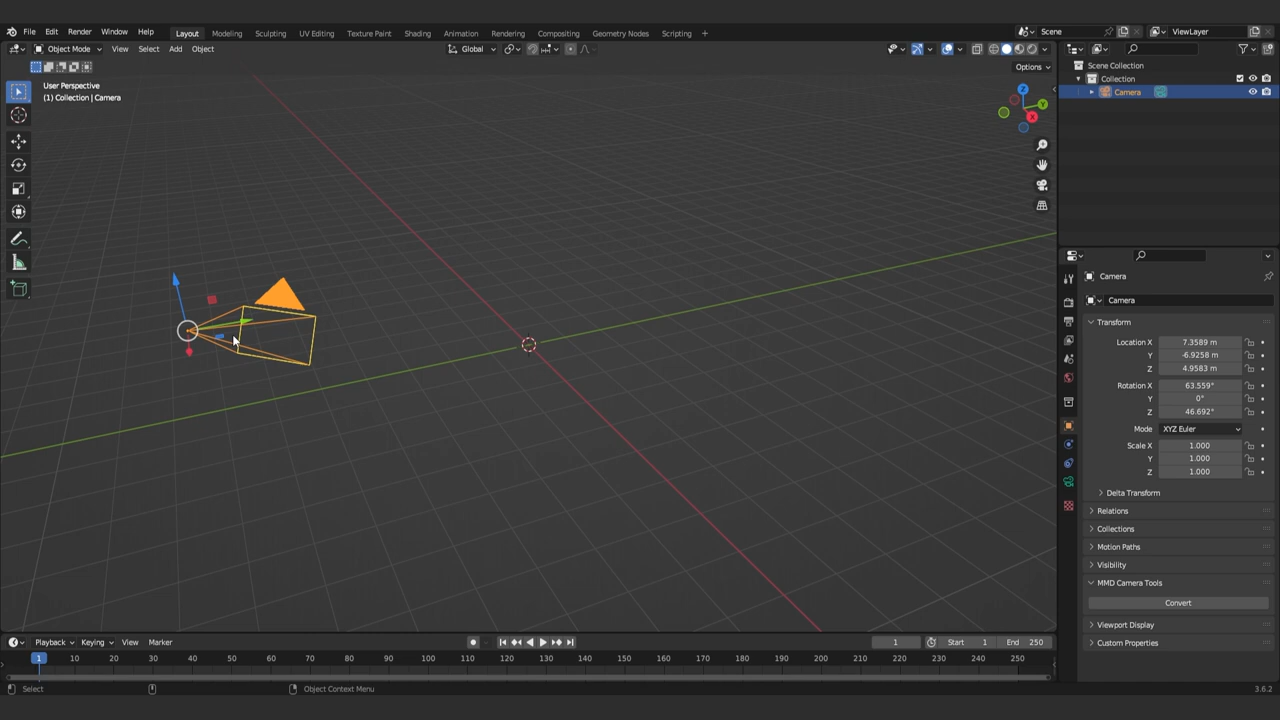 File Edit Render Window Help Layout Modeling Sculpting UV Editing Texture Paint Shading Animation Rendering Compositing Geometry Nodes Scripting + Scene ViewLayer
Object Mode View Select Add Object Global
Options
User Perspective
(1) Collection | Camera
Z
Y
X
Scene Collection
Collection
Camera
Camera
Camera
Transform
Location X 7.3589 m
Y -6.9258 m
Z 4.9583 m
Rotation X 63.559°
Y 0°
Z 46.692°
Mode XYZ Euler
Scale X 1.000
Y 1.000
Z 1.000
Delta Transform
Relations
Collections
Motion Paths
Visibility
MMD Camera Tools
Convert
Viewport Display
Custom Properties
Playback Keying View Marker 1 Start 1 End 250
1 10 20 30 40 50 60 70 80 90 100 110 120 130 140 150 160 170 180 190 200 210 220 230 240 250
Select Object Context Menu 3.6.2